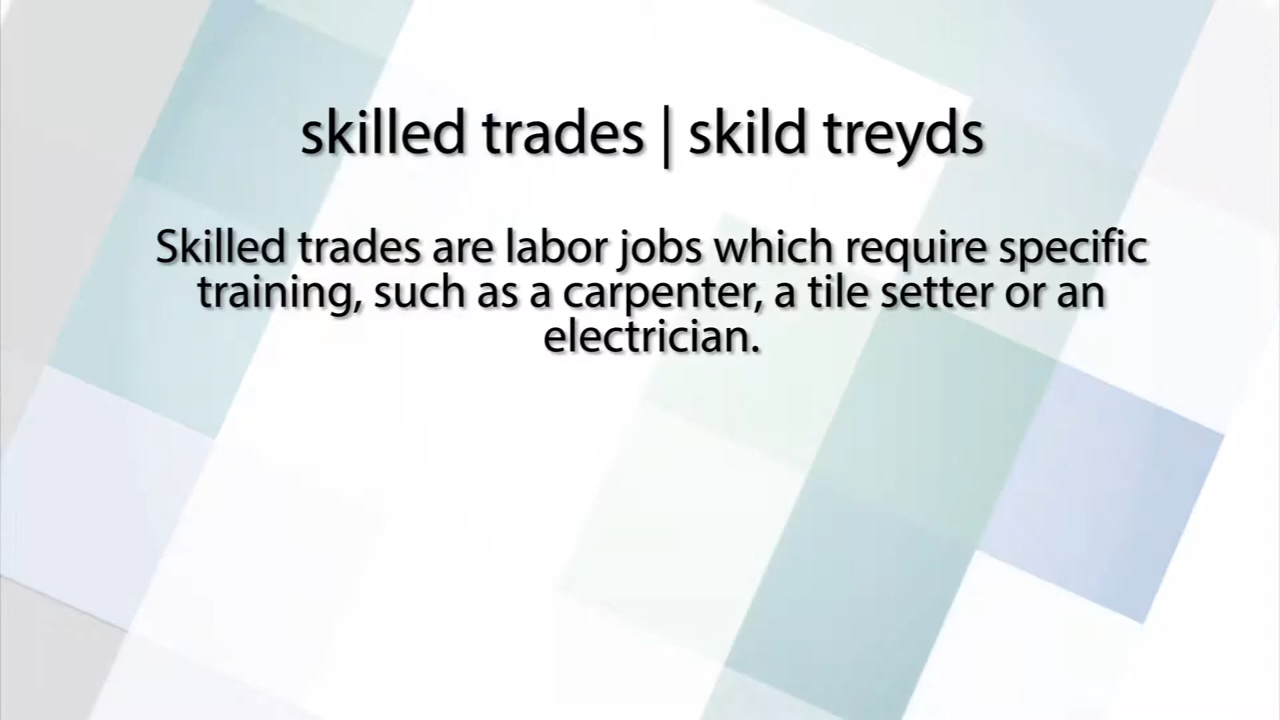 skilled trades | skild treyds
Skilled trades are labor jobs which require specific
training, such as a carpenter, a tile setter or an
electrician.